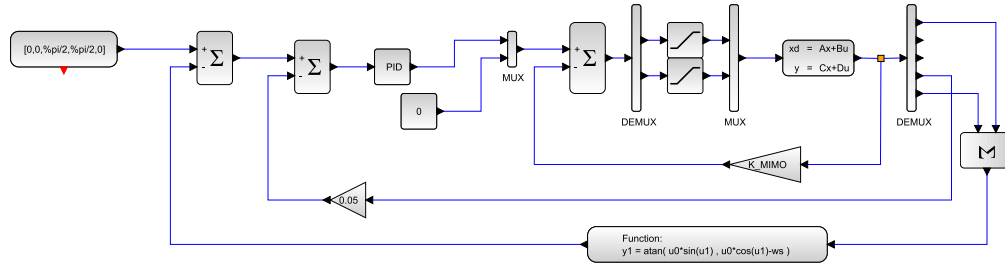 [0,0,%pi/2,%pi/2,0]
+
-
Σ
+
-
Σ
PID
0
MUX
+
-
Σ
DEMUX
MUX
xd = Ax+Bu
y = Cx+Du
DEMUX
Σ
K_MIMO
0.05
Function:
y1 = atan( u0*sin(u1) , u0*cos(u1)-ws )